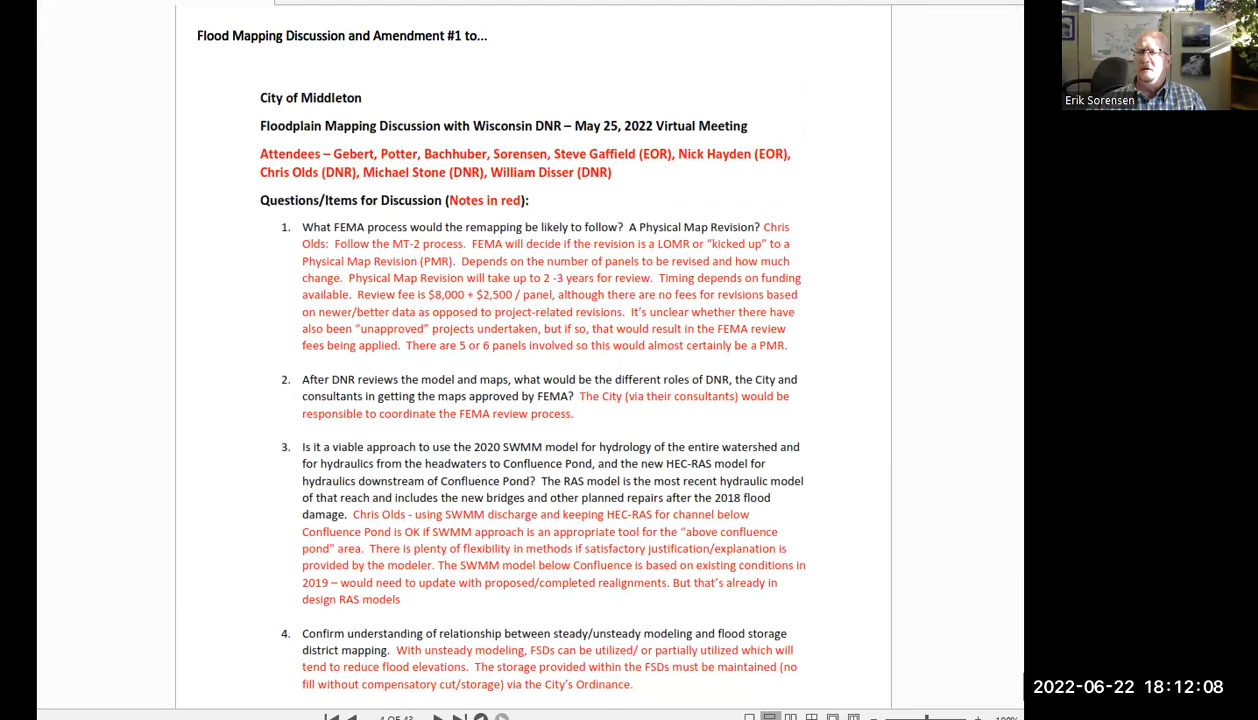 Flood Mapping Discussion and Amendment #1 to...
City of Middleton
Floodplain Mapping Discussion with Wisconsin DNR – May 25, 2022 Virtual Meeting
Attendees – Gebert, Potter, Bachhuber, Sorensen, Steve Gaffield (EOR), Nick Hayden (EOR),
Chris Olds (DNR), Michael Stone (DNR), William Disser (DNR)
Questions/Items for Discussion (Notes in red):
1. What FEMA process would the remapping be likely to follow? A Physical Map Revision? Chris
Olds: Follow the MT-2 process. FEMA will decide if the revision is a LOMR or “kicked up” to a
Physical Map Revision (PMR). Depends on the number of panels to be revised and how much
change. Physical Map Revision will take up to 2 -3 years for review. Timing depends on funding
available. Review fee is $8,000 + $2,500 / panel, although there are no fees for revisions based
on newer/better data as opposed to project-related revisions. It’s unclear whether there have
also been “unapproved” projects undertaken, but if so, that would result in the FEMA review
fees being applied. There are 5 or 6 panels involved so this would almost certainly be a PMR.
2. After DNR reviews the model and maps, what would be the different roles of DNR, the City and
consultants in getting the maps approved by FEMA? The City (via their consultants) would be
responsible to coordinate the FEMA review process.
3. Is it a viable approach to use the 2020 SWMM model for hydrology of the entire watershed and
for hydraulics from the headwaters to Confluence Pond, and the new HEC-RAS model for
hydraulics downstream of Confluence Pond? The RAS model is the most recent hydraulic model
of that reach and includes the new bridges and other planned repairs after the 2018 flood
damage. Chris Olds - using SWMM discharge and keeping HEC-RAS for channel below
Confluence Pond is OK if SWMM approach is an appropriate tool for the “above confluence
pond” area. There is plenty of flexibility in methods if satisfactory justification/explanation is
provided by the modeler. The SWMM model below Confluence is based on existing conditions in
2019 – would need to update with proposed/completed realignments. But that’s already in
design RAS models
4. Confirm understanding of relationship between steady/unsteady modeling and flood storage
district mapping. With unsteady modeling, FSDs can be utilized/ or partially utilized which will
tend to reduce flood elevations. The storage provided within the FSDs must be maintained (no
fill without compensatory cut/storage) via the City’s Ordinance.
4 OF 43
100%
Erik Sorensen
2022-06-22 18:12:08